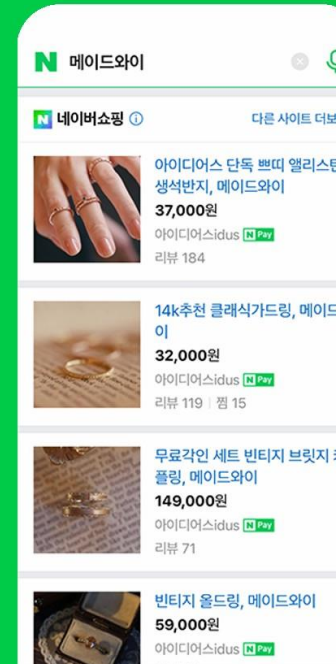 N 메이드와이
N 네이버쇼핑 다른 사이트 더보
아이디어스 단독 쁘띠 앨리스탄
생석반지, 메이드와이
37,000원
아이디어스idus N Pay
리뷰 184
14k추천 클래식가드링, 메이드
이
32,000원
아이디어스idus N Pay
리뷰 119 찜 15
무료각인 세트 빈티지 브릿지
플링, 메이드와이
149,000원
아이디어스idus N Pay
리뷰 71
빈티지 올드링, 메이드와이
59,000원
아이디어스idus N Pay